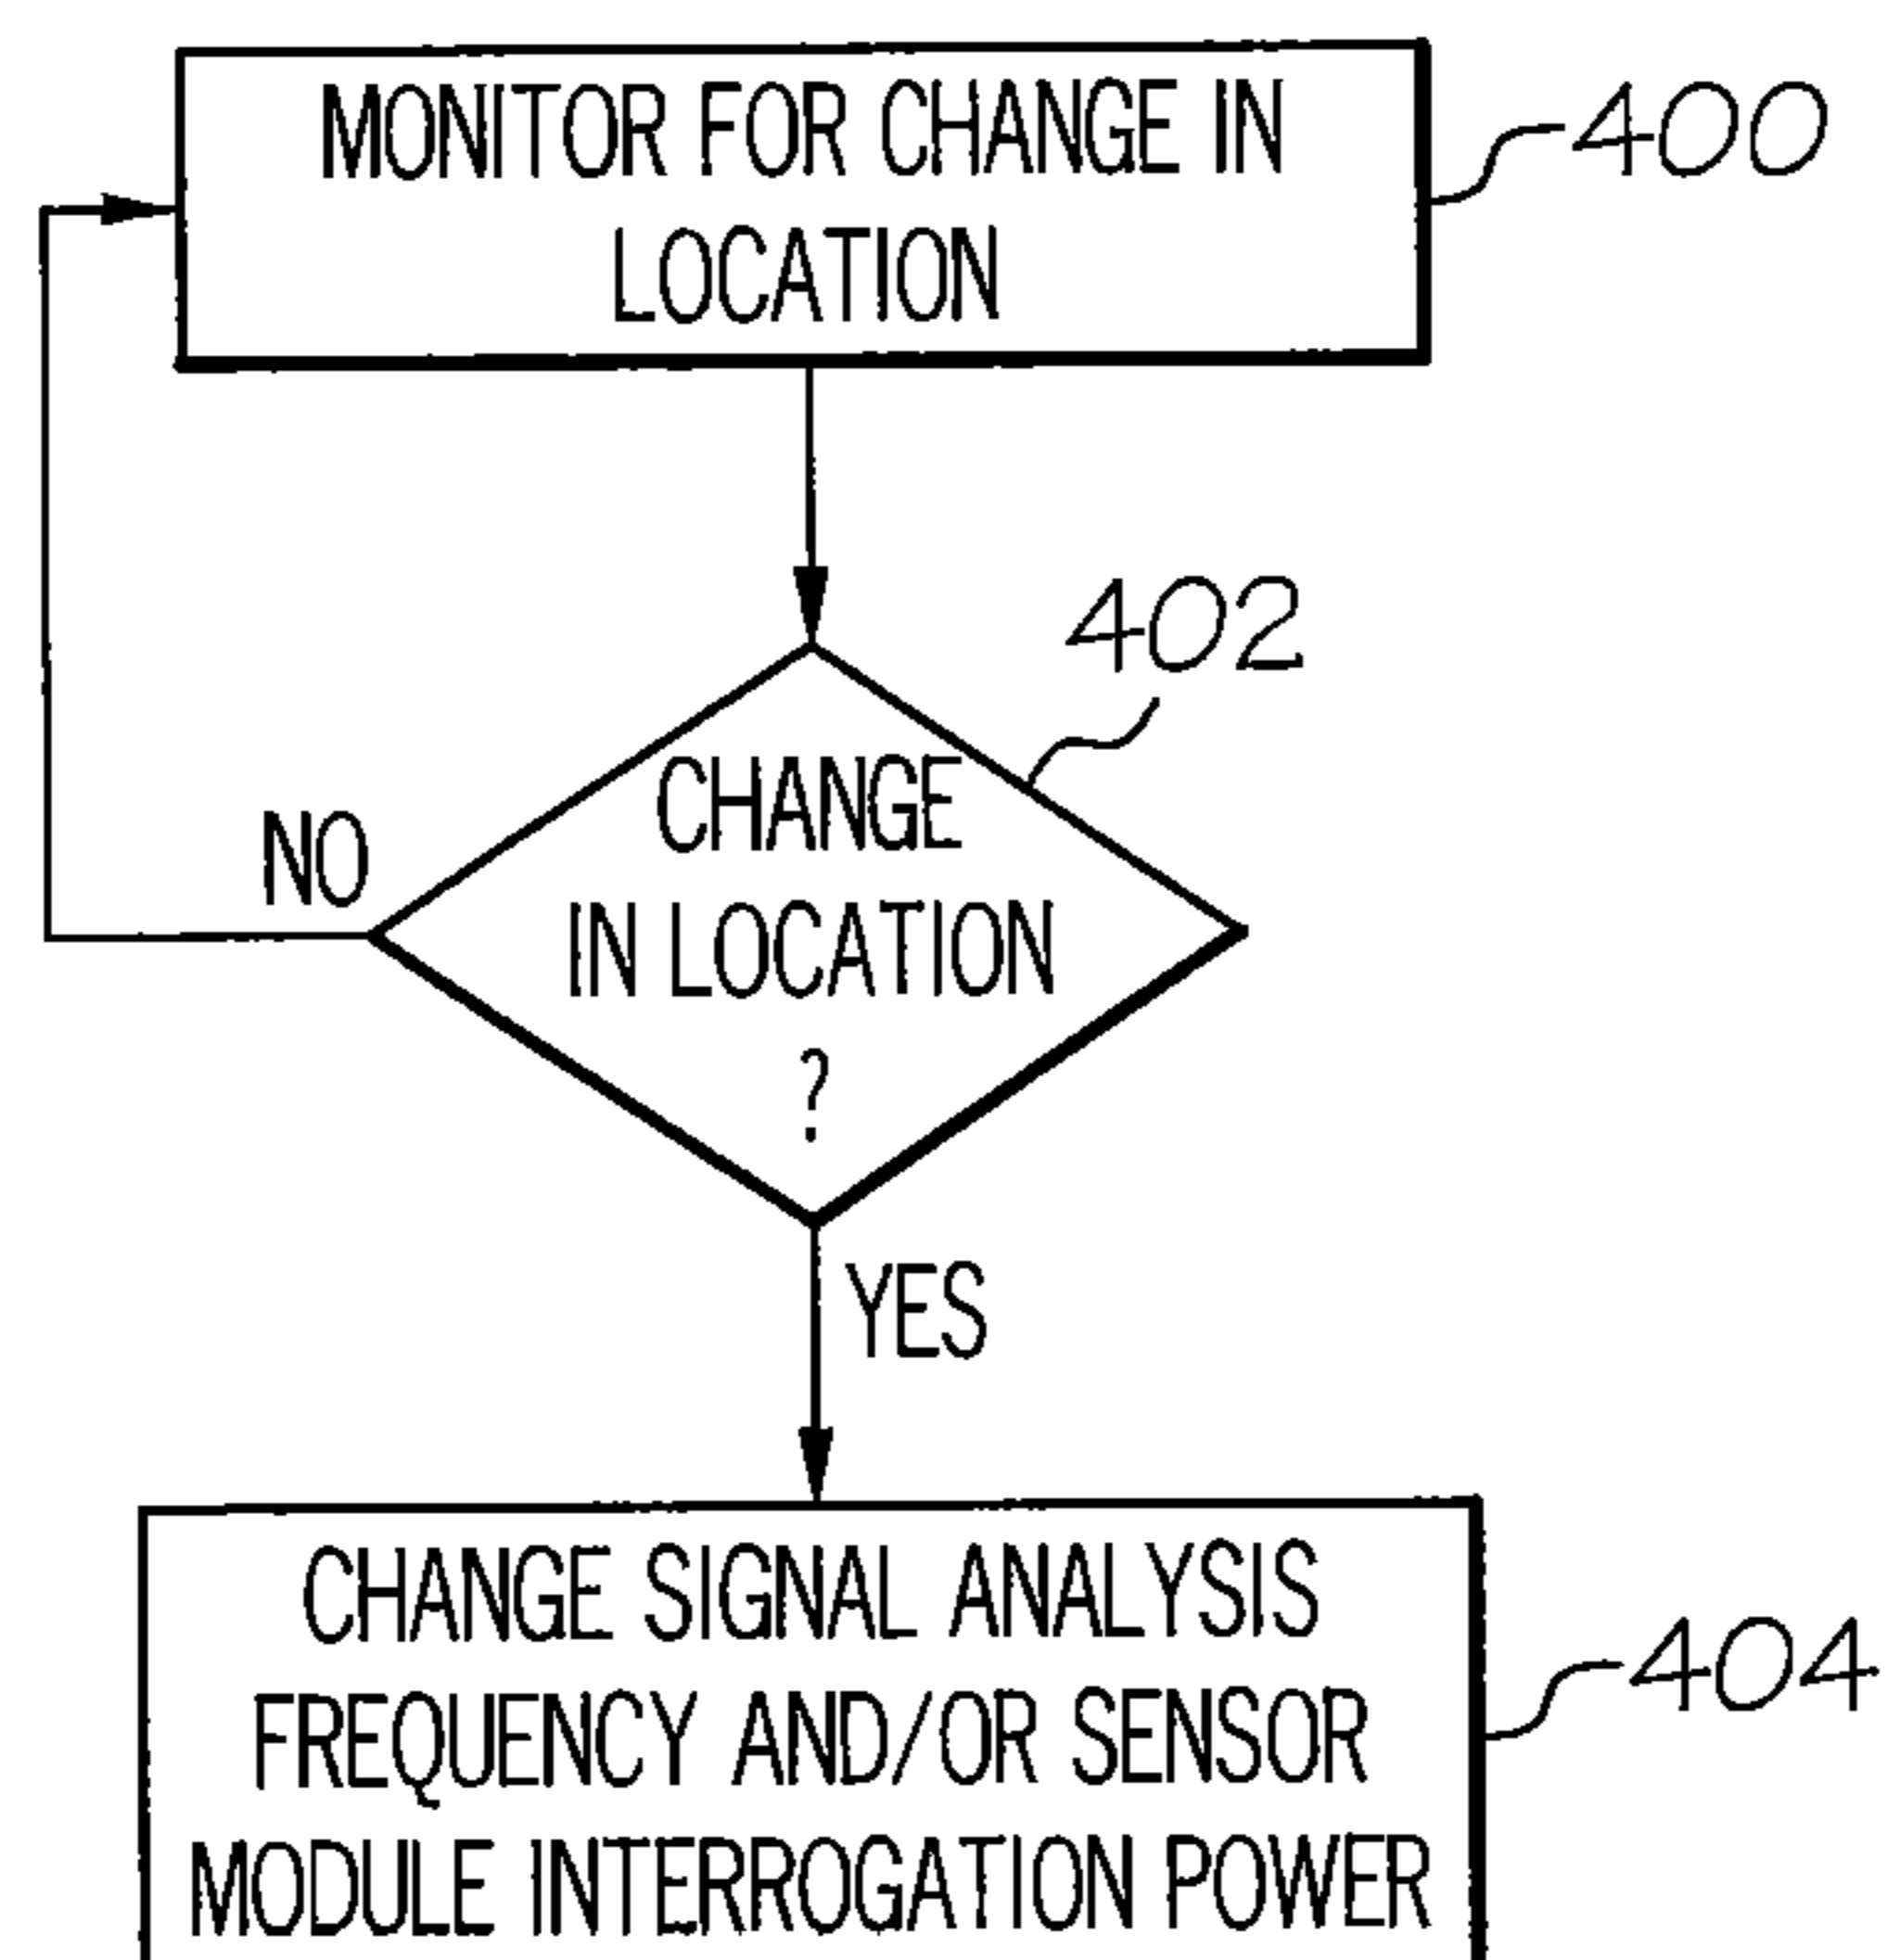 MONITOR FOR CHANGE IN
LOCATION
400
402
CHANGE
IN LOCATION
?
NO
YES
CHANGE SIGNAL ANALYSIS
FREQUENCY AND/OR SENSOR
MODULE INTERROGATION POWER
404